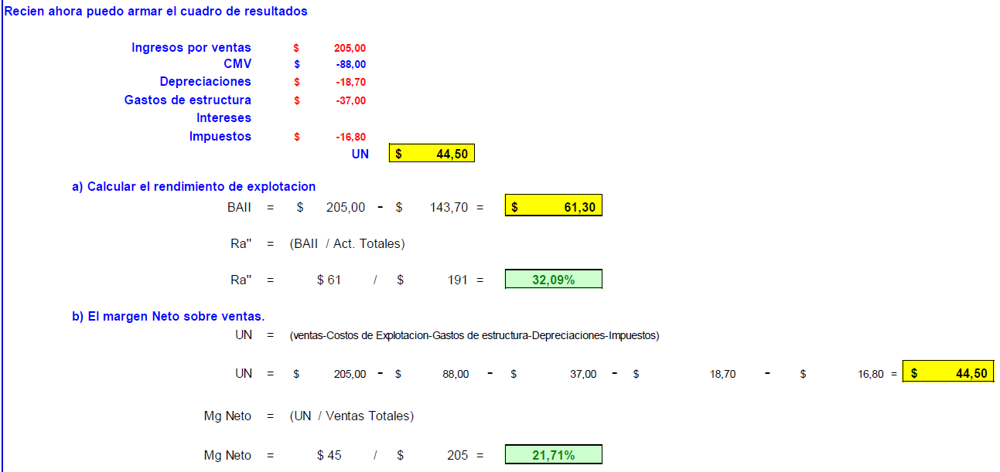 Recien ahora puedo armar el cuadro de resultados
Ingresos por ventas $ 205,00
CMV $ -88,00
Depreciaciones $ -18,70
Gastos de estructura $ -37,00
Intereses
Impuestos $ -16,80
UN $ 44,50
a) Calcular el rendimiento de explotacion
BAII = $ 205,00 - $ 143,70 = $ 61,30
Ra" = (BAII / Act. Totales)
Ra" = $ 61 / $ 191 = 32,09%
b) El margen Neto sobre ventas.
UN = (ventas-Costos de Explotacion-Gastos de estructura-Depreciaciones-Impuestos)
UN = $ 205,00 - $ 88,00 - $ 37,00 - $ 18,70 - $ 16,80 = $ 44,50
Mg Neto = (UN / Ventas Totales)
Mg Neto = $ 45 / $ 205 = 21,71%